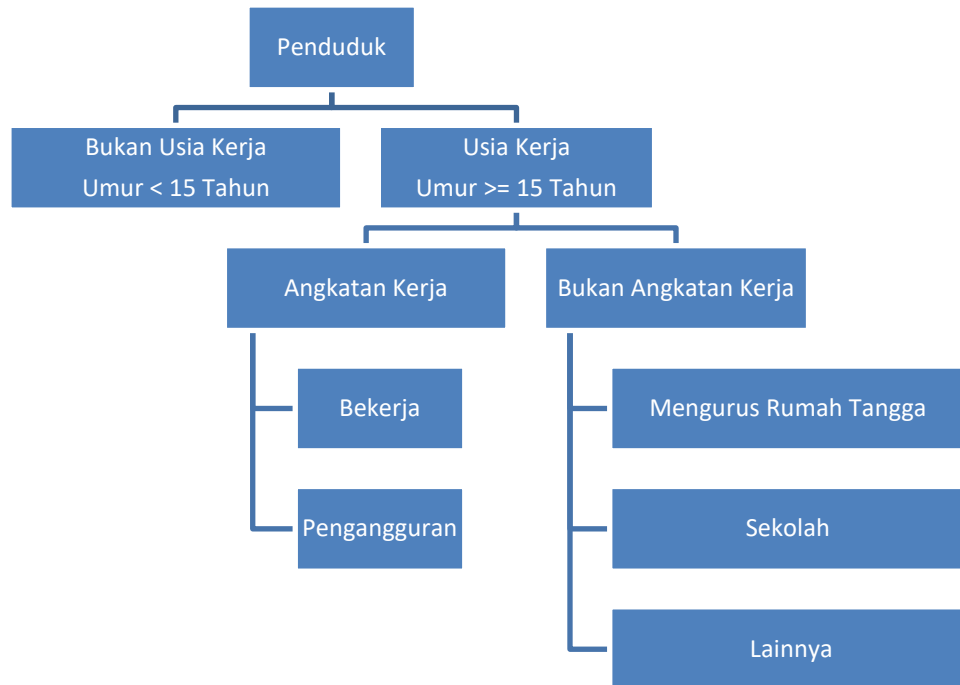 Penduduk
Bukan Usia Kerja
Umur < 15 Tahun
Usia Kerja
Umur >= 15 Tahun
Angkatan Kerja
Bukan Angkatan Kerja
Bekerja
Pengangguran
Mengurus Rumah Tangga
Sekolah
Lainnya